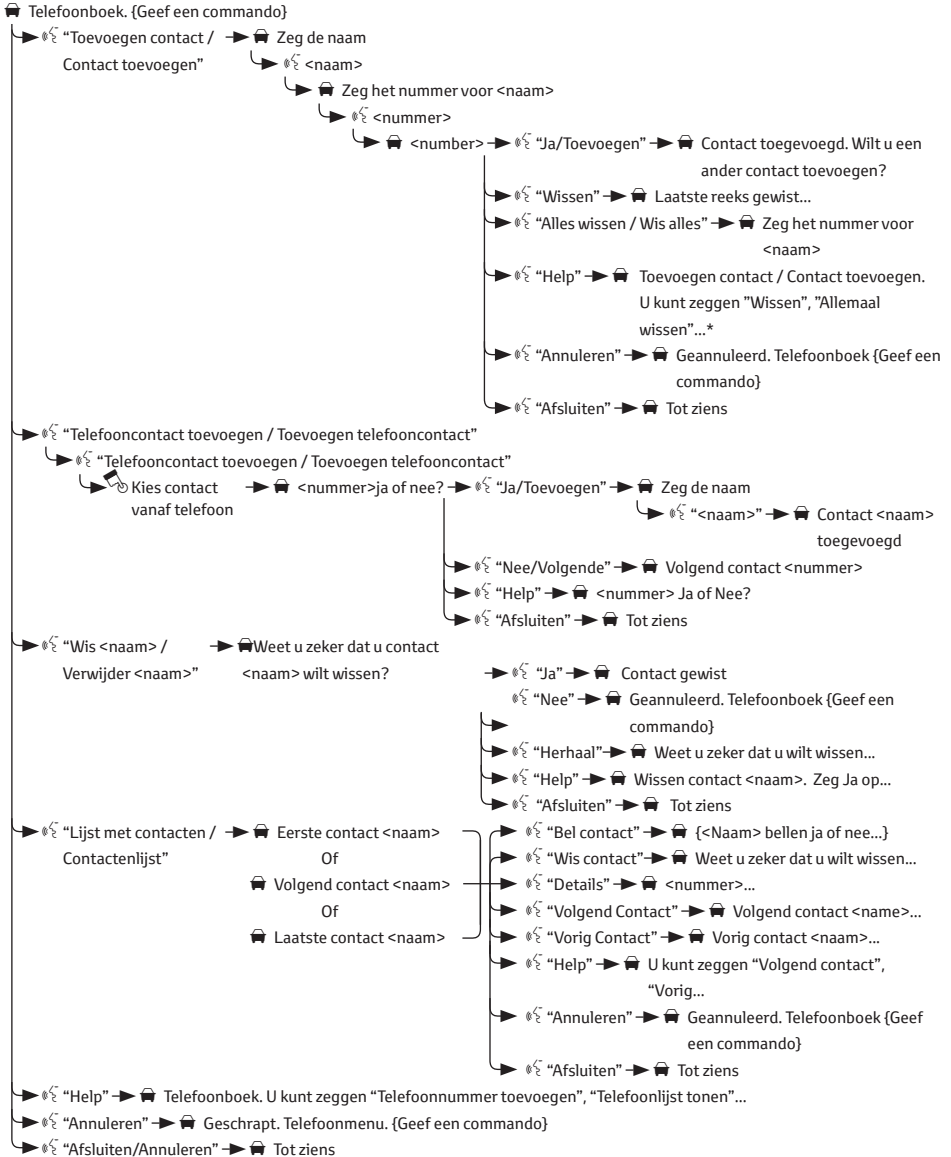 Telefoonboek. {Geef een commando}
“Toevoegen contact / Zeg de naam
Contact toevoegen” <naam>
Zeg het nummer voor <naam>
<nummer>
<number> “Ja/Toevoegen” Contact toegevoegd. Wilt u een
ander contact toevoegen?
“Wissen” Laatste reeks gewist...
“Alles wissen / Wis alles” Zeg het nummer voor
<naam>
“Help” Toevoegen contact / Contact toevoegen.
U kunt zeggen ”Wissen”, ”Allemaal
wissen”...*
“Annuleren” Geannuleerd. Telefoonboek {Geef een
commando}
“Afsluiten” Tot ziens
“Telefooncontact toevoegen / Toevoegen telefooncontact”
“Telefooncontact toevoegen / Toevoegen telefooncontact”
Kies contact <nummer>ja of nee? “Ja/Toevoegen” Zeg de naam
vanaf telefoon “<naam>” Contact <naam>
toegevoegd
“Nee/Volgende” Volgend contact <nummer>
“Help” <nummer> Ja of Nee?
“Afsluiten” Tot ziens
“Wis <naam> / Weet u zeker dat u contact
Verwijder <naam>” <naam> wilt wissen? “Ja” Contact gewist
“Nee” Geannuleerd. Telefoonboek {Geef een
commando}
“Herhaal” Weet u zeker dat u wilt wissen...
“Help” Wissen contact <naam>. Zeg Ja op...
“Afsluiten” Tot ziens
“Lijst met contacten / Eerste contact <naam> “Bel contact” {<Naam> bellen ja of nee...}
Contactenlijst” Of “Wis contact” Weet u zeker dat u wilt wissen...
Volgend contact <naam> “Details” <nummer>...
Of “Volgend Contact” Volgend contact <name>...
Laatste contact <naam> “Vorig Contact” Vorig contact <naam>...
“Help” U kunt zeggen “Volgend contact”,
“Vorig...
“Annuleren” Geannuleerd. Telefoonboek {Geef
een commando}
“Afsluiten” Tot ziens
“Help” Telefoonboek. U kunt zeggen “Telefoonnummer toevoegen”, “Telefoonlijst tonen”...
“Annuleren” Geschrapt. Telefoonmenu. {Geef een commando}
“Afsluiten/Annuleren” Tot ziens